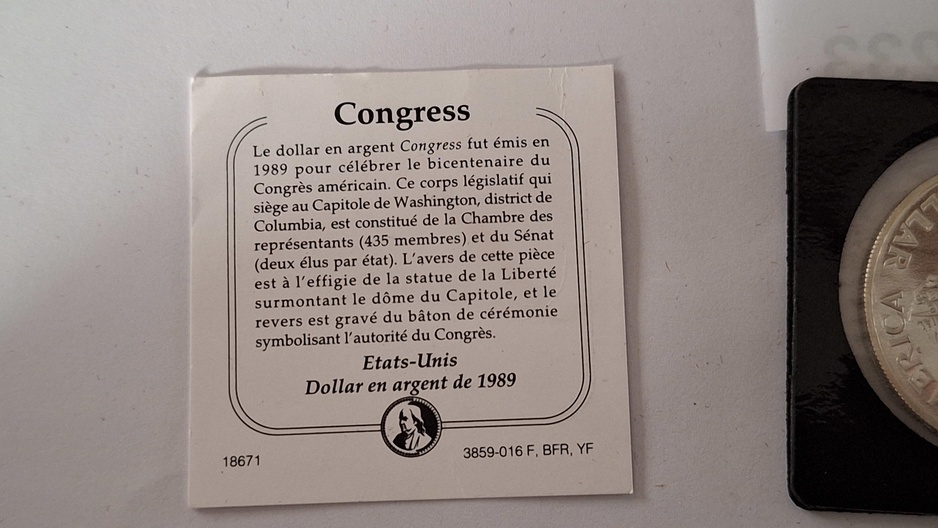 Congress
Le dollar en argent Congress fut émis en
1989 pour célébrer le bicentenaire du
Congrès américain. Ce corps législatif qui
siège au Capitole de Washington, district de
Columbia, est constitué de la Chambre des
représentants (435 membres) et du Sénat
(deux élus par état). L'avers de cette pièce
est à l'effigie de la statue de la Liberté
surmontant le dôme du Capitole, et le
revers est gravé du bâton de cérémonie
symbolisant l'autorité du Congrès.
Etats-Unis
Dollar en argent de 1989
18671
3859-016 F, BFR, YF
ERICA
LLAR